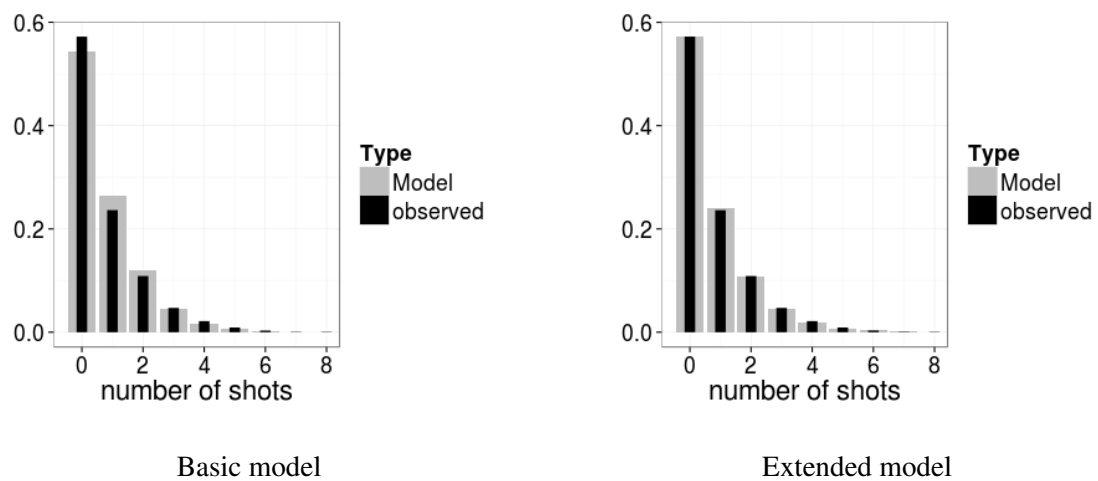 0.6
0.4
0.2
0.0
0 2 4 6 8
number of shots
Type
Model
observed
Basic model
0.6
0.4
0.2
0.0
0 2 4 6 8
number of shots
Type
Model
observed
Extended model